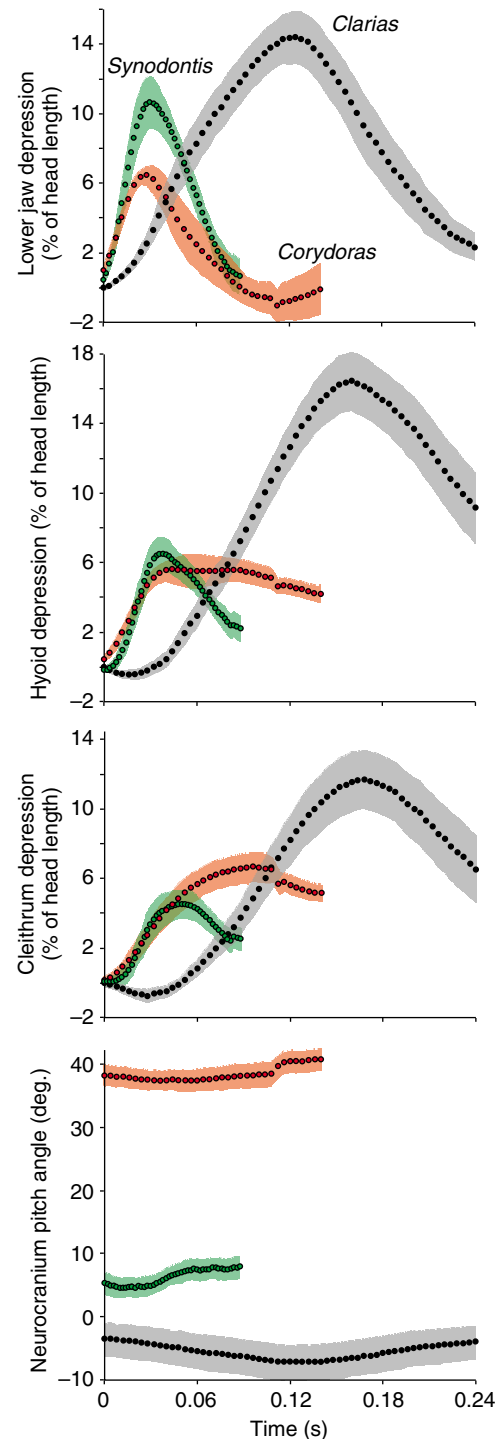 Lower jaw depression
(% of head length)
14
10
6
2
–2
Synodontis
Clarias
Corydoras
Hyoid depression (% of head length)
18
14
10
6
2
–2
Cleithrum depression
(% of head length)
14
10
6
2
–2
Neurocranium pitch angle (deg.)
40
30
20
10
0
–10
0
0.06
0.12
0.18
0.24
Time (s)